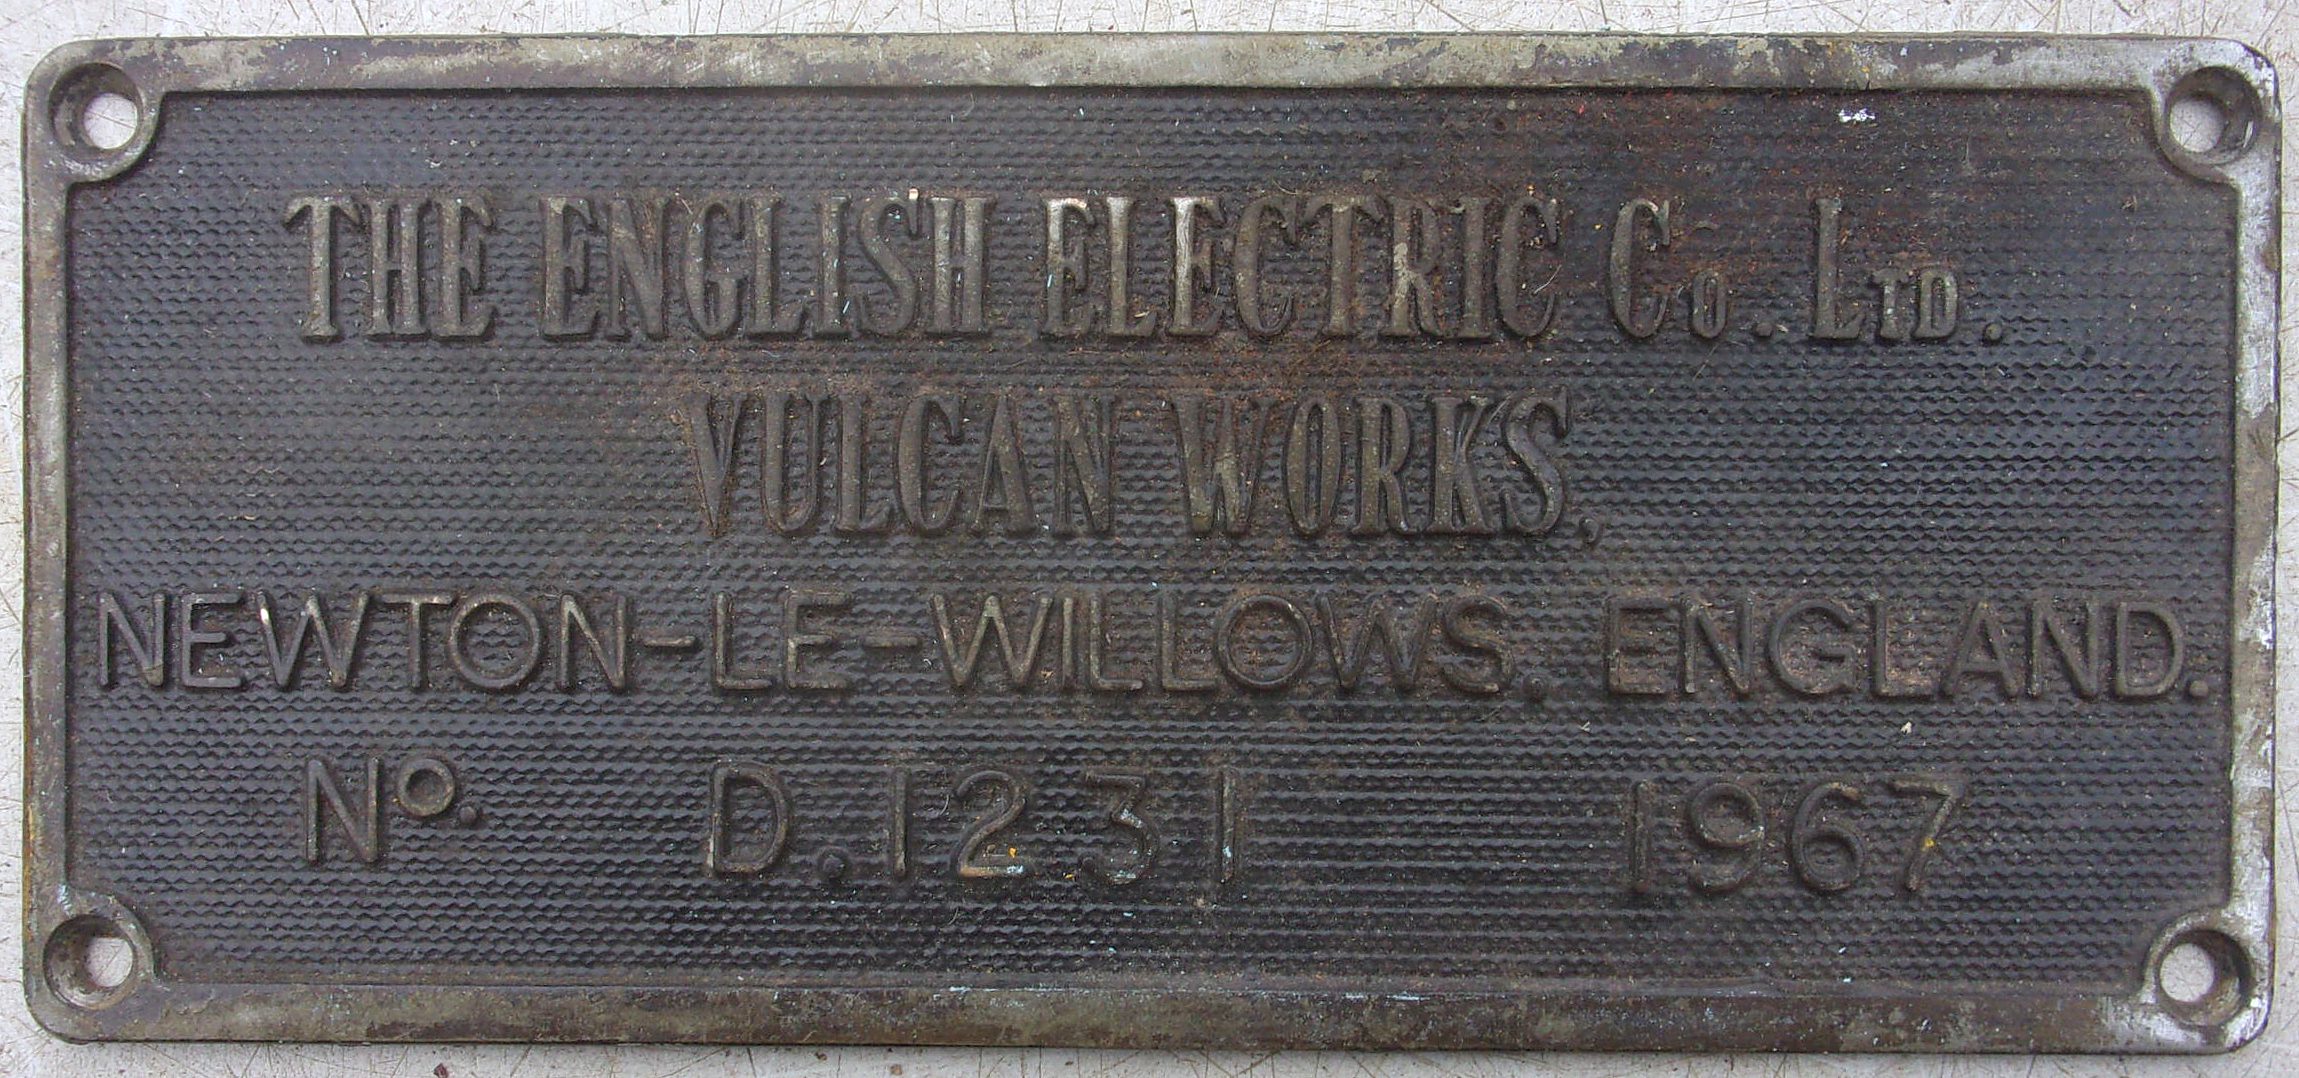 THE ENGLISH ELECTRIC Co. LTD.
VULCAN WORKS,
NEWTON-LE-WILLOWS. ENGLAND.
Nº. D.1231 1967